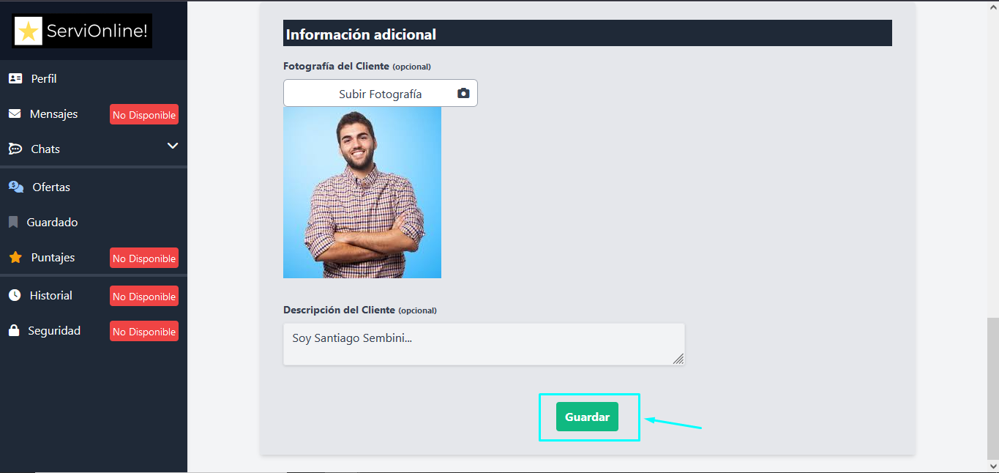 ServiOnline!
Perfil
Mensajes No Disponible
Chats
Ofertas
Guardado
Puntajes No Disponible
Historial No Disponible
Seguridad No Disponible
Información adicional
Fotografía del Cliente (opcional)
Subir Fotografía
Descripción del Cliente (opcional)
Soy Santiago Sembini...
Guardar